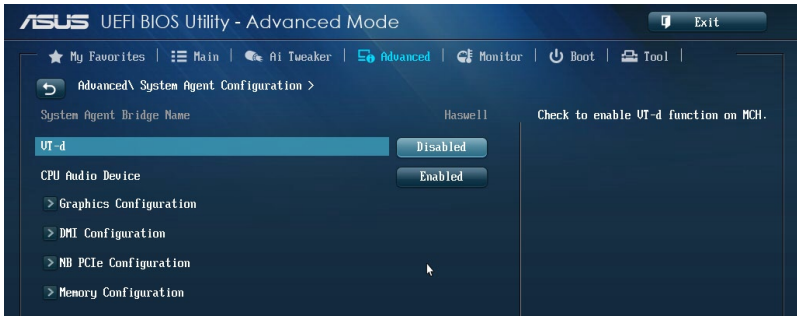 ASUS UEFI BIOS Utility - Advanced Mode
Exit
My Favorites | Main | Ai Tweaker | Advanced | Monitor | Boot | Tool |
Advanced\ System Agent Configuration >
System Agent Bridge Name Haswell
Check to enable VT-d function on MCH.
VT-d Disabled
CPU Audio Device Enabled
> Graphics Configuration
> DMI Configuration
> NB PCIe Configuration
> Memory Configuration